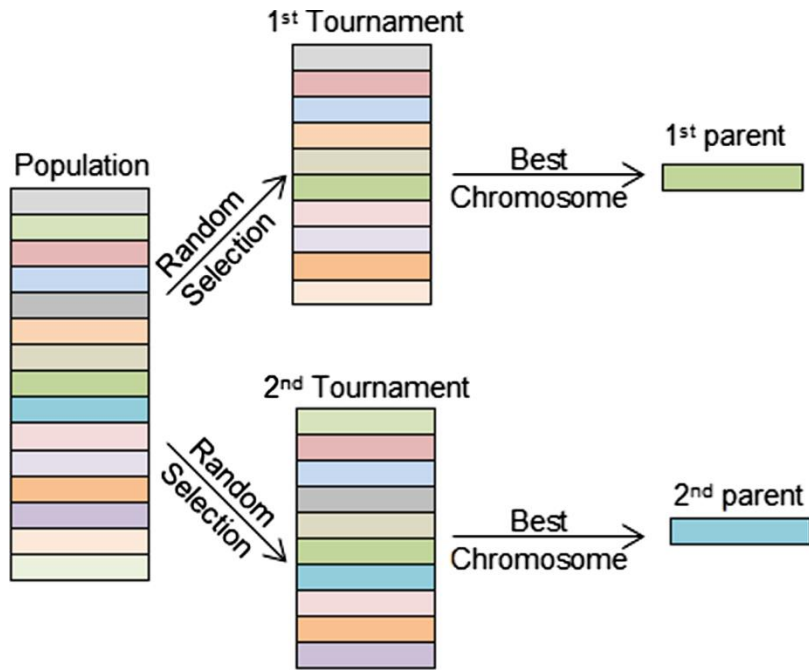 1st Tournament
Population
Random
Selection
Best
Chromosome
1st parent
2nd Tournament
Random
Selection
Best
Chromosome
2nd parent